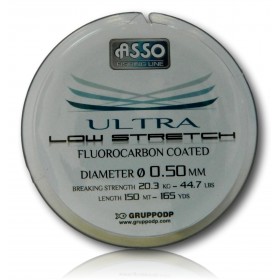 ASSO
FISHING LINE
ULTRA
LOW STRETCH
FLUOROCARBON COATED
DIAMETER Ø 0.50 MM
BREAKING STRENGTH 20.3 KG - 44.7 LBS
LENGTH 150 MT - 165 YDS
GRUPPODP
www.gruppodp.com